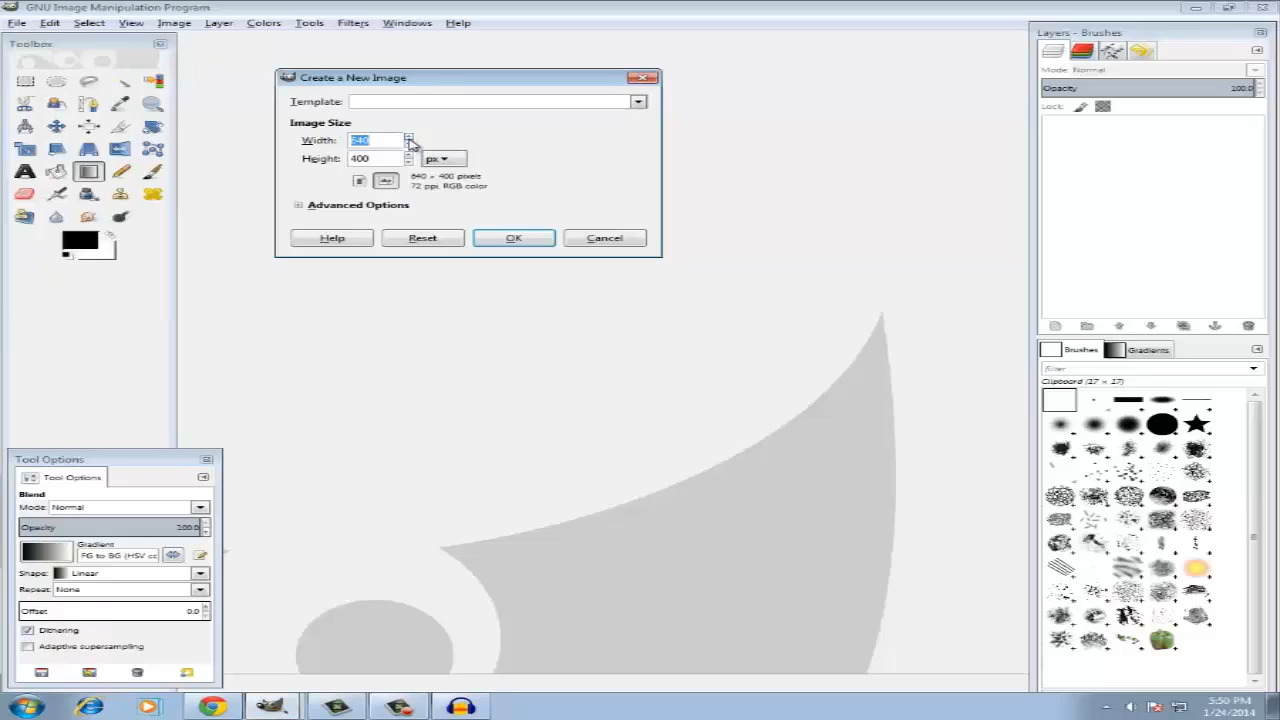 GNU Image Manipulation Program
File Edit Select View Image Layer Colors Tools Filters Windows Help
Toolbox
Create a New Image
Template:
Image Size
Width: 640
Height: 400 px
640 × 400 pixels
72 ppi, RGB color
Advanced Options
Help Reset OK Cancel
Layers - Brushes
Mode: Normal
Opacity 100.0
Lock:
Brushes Gradients
filter
Clipboard (17 × 17)
Tool Options
Tool Options
Blend
Mode: Normal
Opacity 100.0
Gradient
FG to BG (HSV cc
Shape: Linear
Repeat: None
Offset 0.0
Dithering
Adaptive supersampling
5:50 PM
1/24/2014